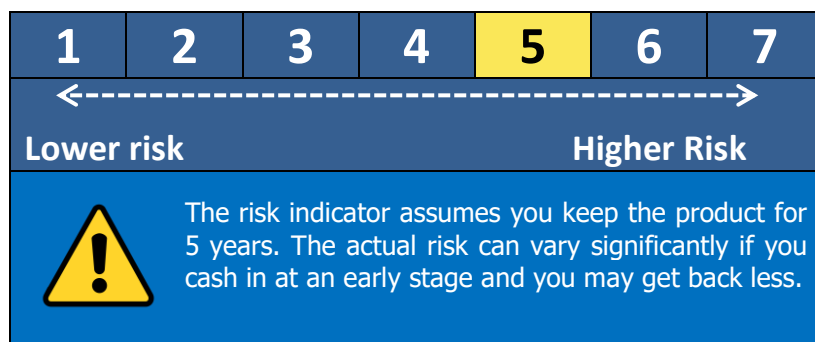 1 2 3 4 5 6 7
Lower risk Higher Risk
The risk indicator assumes you keep the product for
5 years. The actual risk can vary significantly if you
cash in at an early stage and you may get back less.